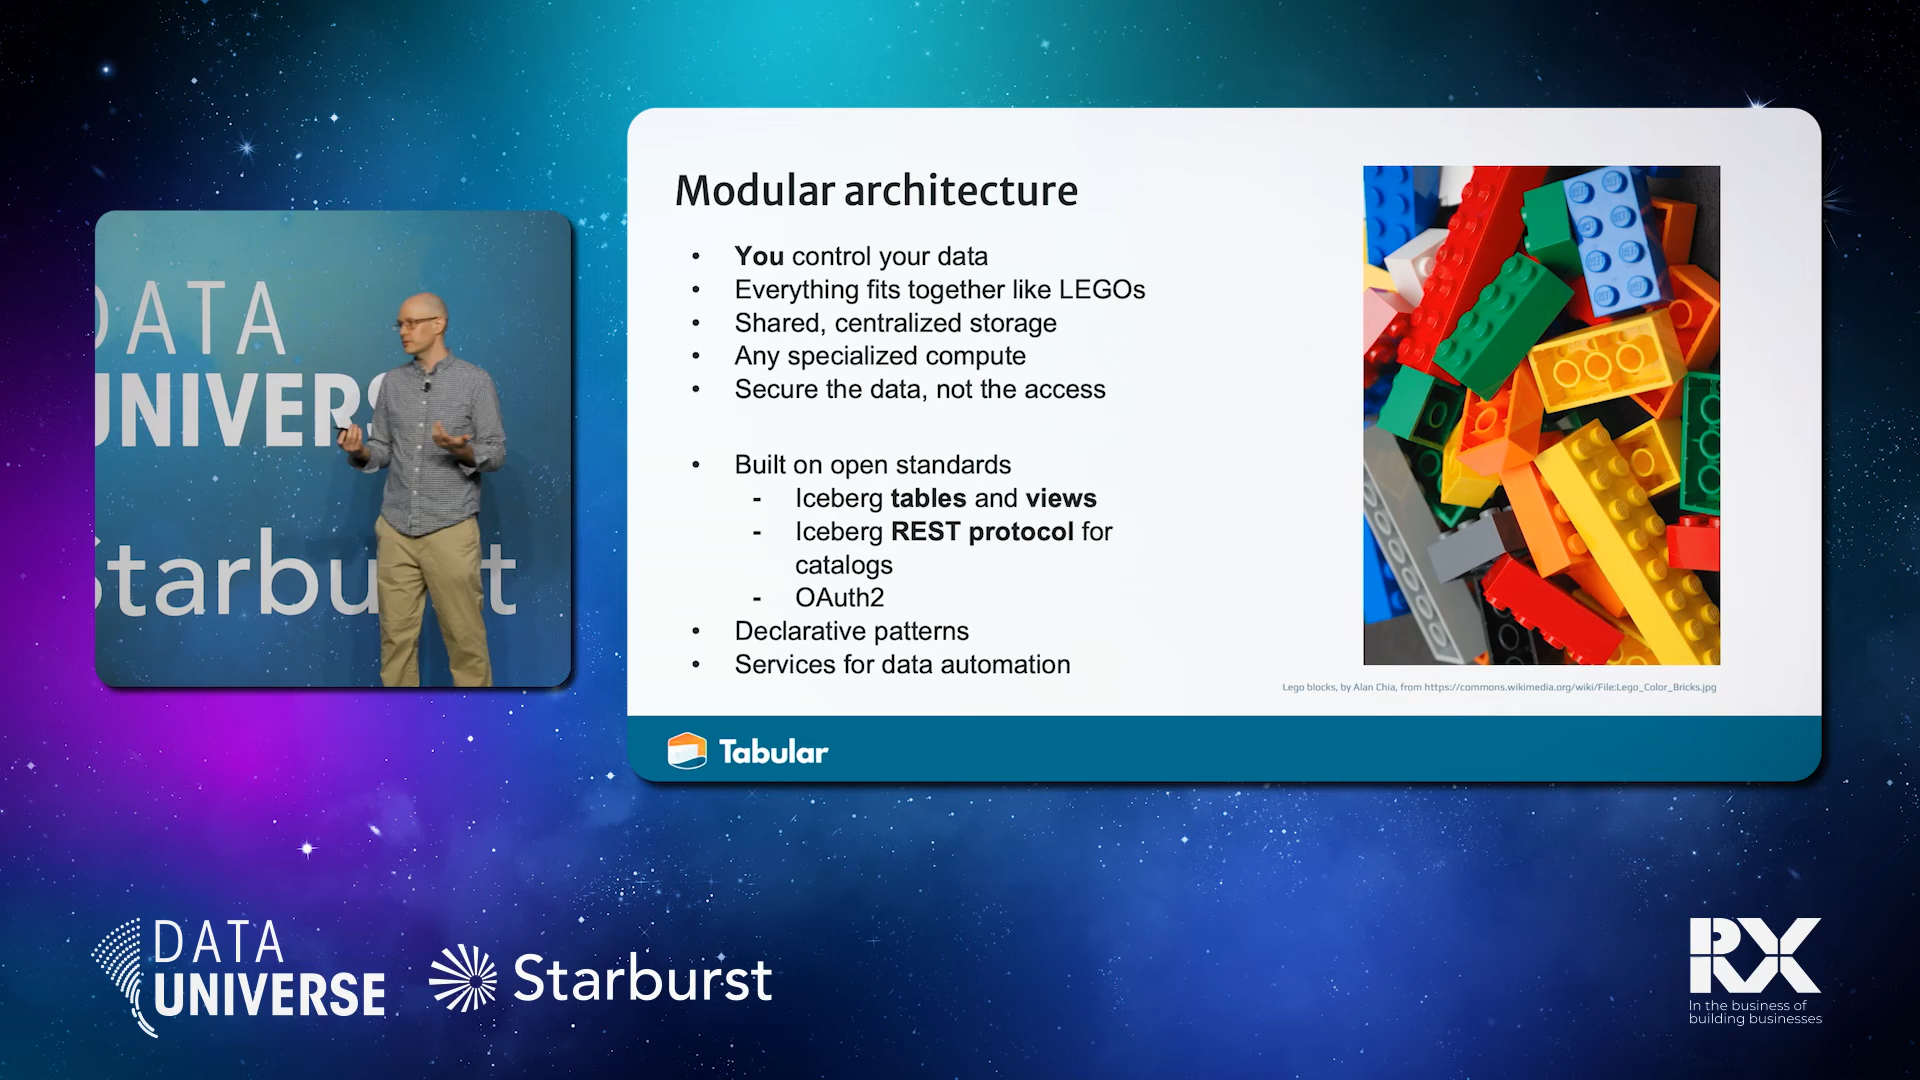 Modular architecture
• You control your data
• Everything fits together like LEGOs
• Shared, centralized storage
• Any specialized compute
• Secure the data, not the access
• Built on open standards
- Iceberg tables and views
- Iceberg REST protocol for
catalogs
- OAuth2
• Declarative patterns
• Services for data automation
Lego blocks, by Alan Chia, from https://commons.wikimedia.org/wiki/File:Lego_Color_Bricks.jpg
Tabular
DATA
UNIVERS
Starbu t
DATA
UNIVERSE
Starburst
RX
In the business of
building businesses